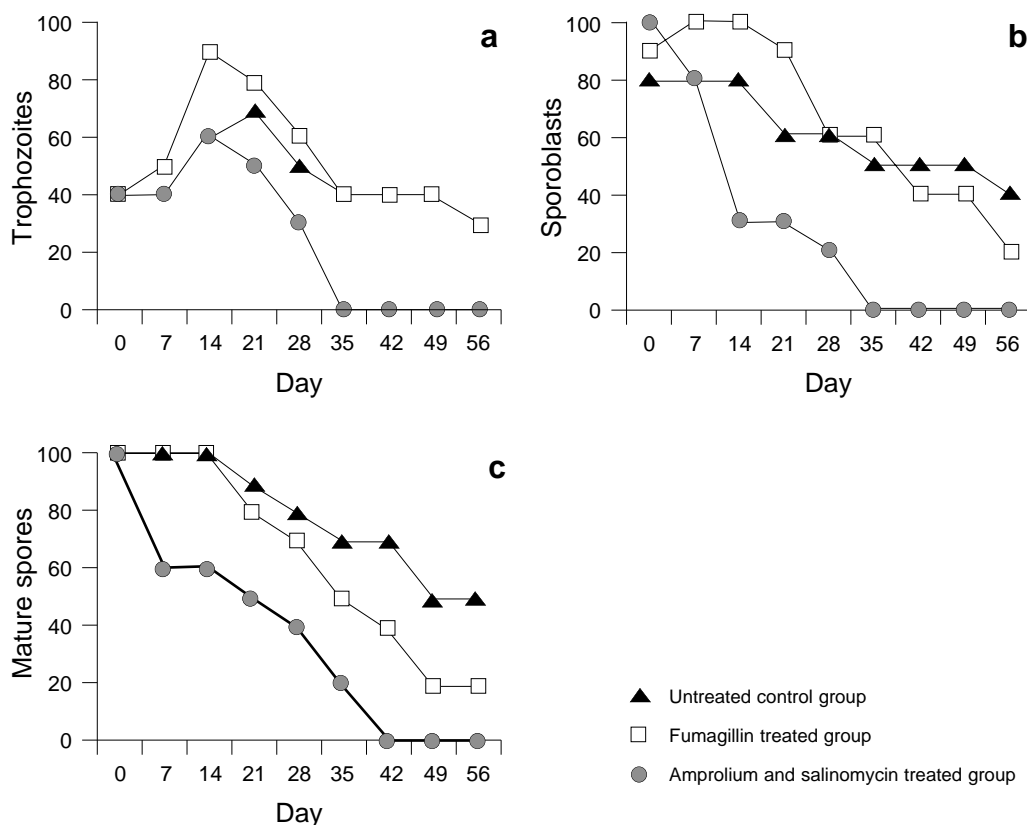 a
100
80
60
40
20
0
Trophozoites
0 7 14 21 28 35 42 49 56
Day
b
100
80
60
40
20
0
Sporoblasts
0 7 14 21 28 35 42 49 56
Day
c
100
80
60
40
20
0
Mature spores
0 7 14 21 28 35 42 49 56
Day
Untreated control group
Fumagillin treated group
Amprolium and salinomycin treated group